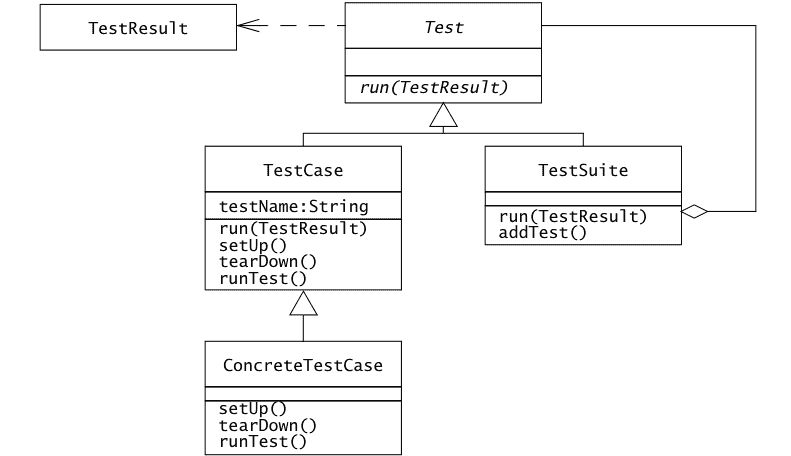 TestResult
Test
run(TestResult)
TestCase
testName:String
run(TestResult)
setUp()
tearDown()
runTest()
TestSuite
run(TestResult)
addTest()
ConcreteTestCase
setUp()
tearDown()
runTest()